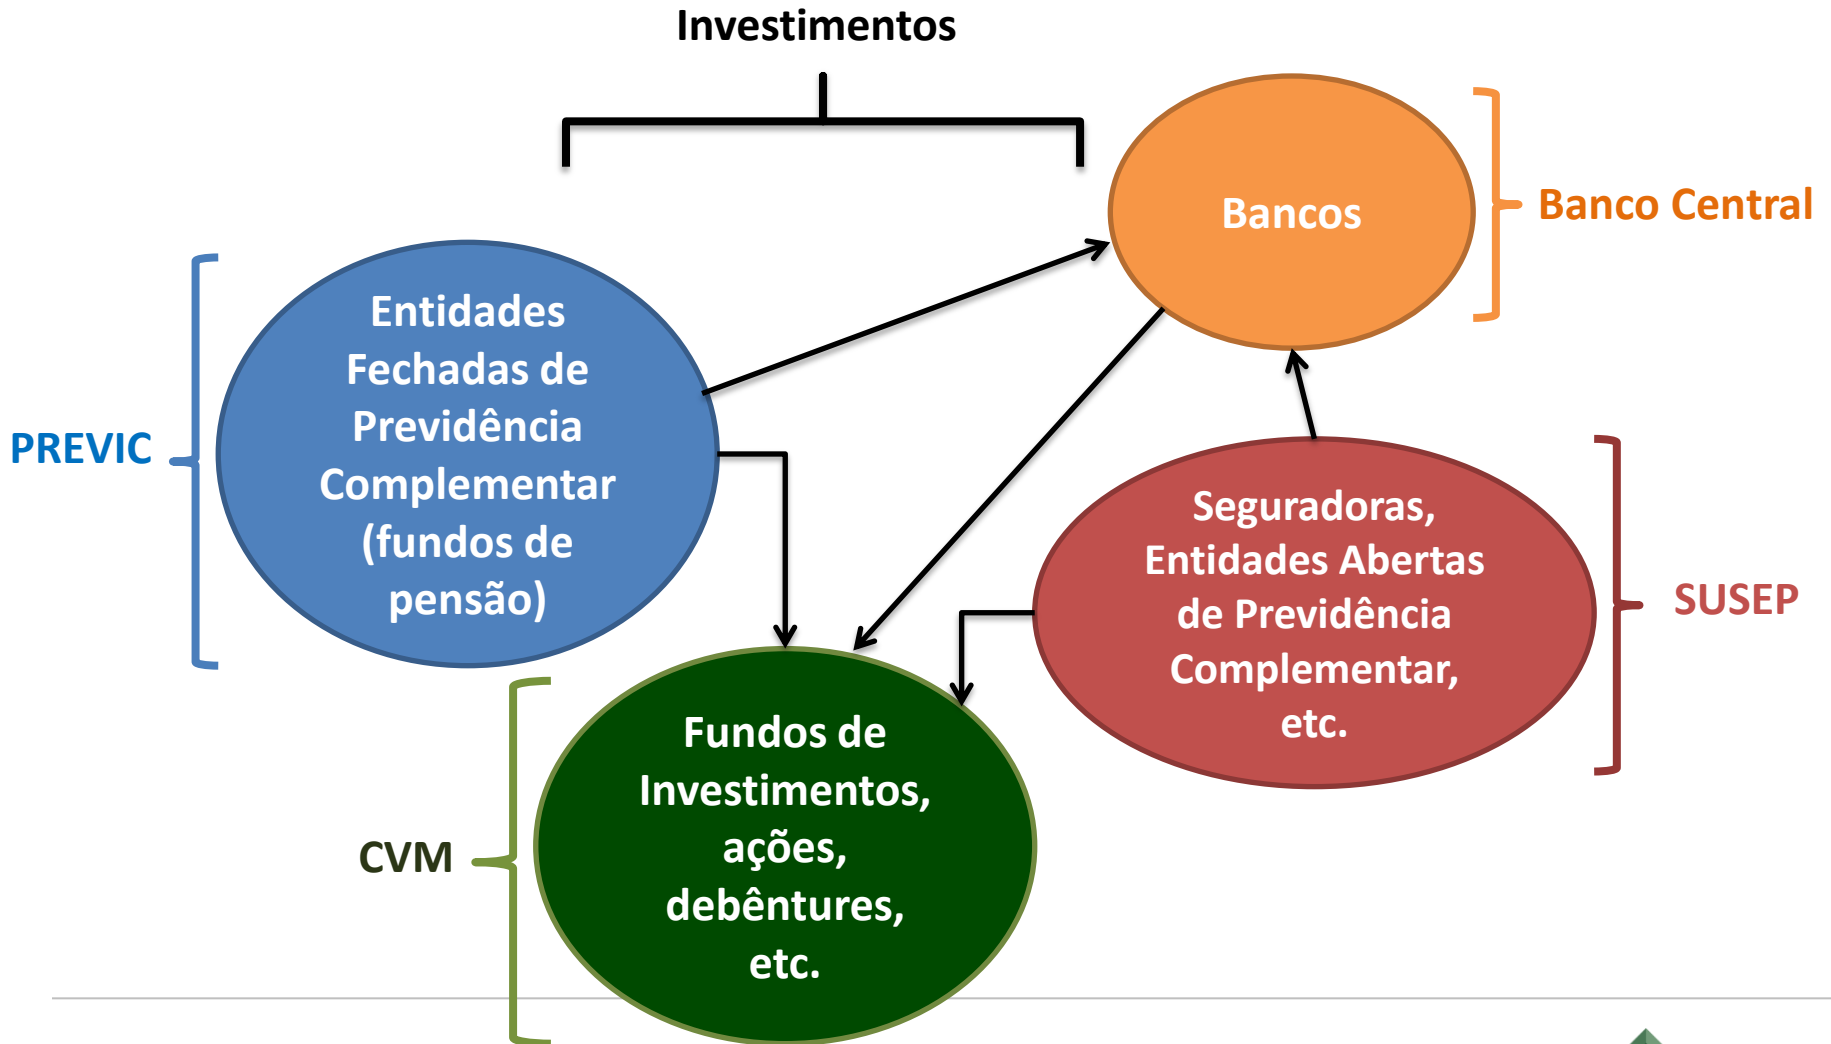 Investimentos
Bancos
Banco Central
Entidades
Fechadas de
Previdência
Complementar
(fundos de
pensão)
PREVIC
Seguradoras,
Entidades Abertas
de Previdência
Complementar,
etc.
SUSEP
Fundos de
Investimentos,
ações,
debêntures,
etc.
CVM